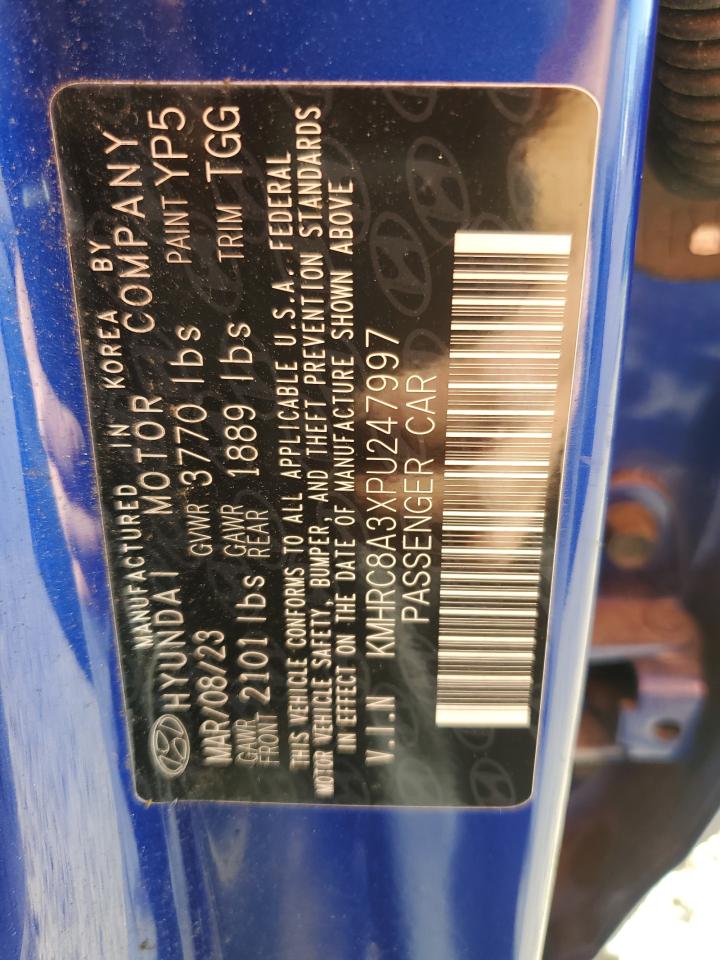 MANUFACTURED IN KOREA BY
HYUNDAI MOTOR COMPANY
MAR/08/23 GVWR 3770 lbs PAINT YP5
GAWR FRONT 2101 lbs GAWR REAR 1889 lbs TRIM TGG
THIS VEHICLE CONFORMS TO ALL APPLICABLE U.S.A. FEDERAL
MOTOR VEHICLE SAFETY, BUMPER, AND THEFT PREVENTION STANDARDS
IN EFFECT ON THE DATE OF MANUFACTURE SHOWN ABOVE
V.I.N KMHRC8A3XPU247997
PASSENGER CAR